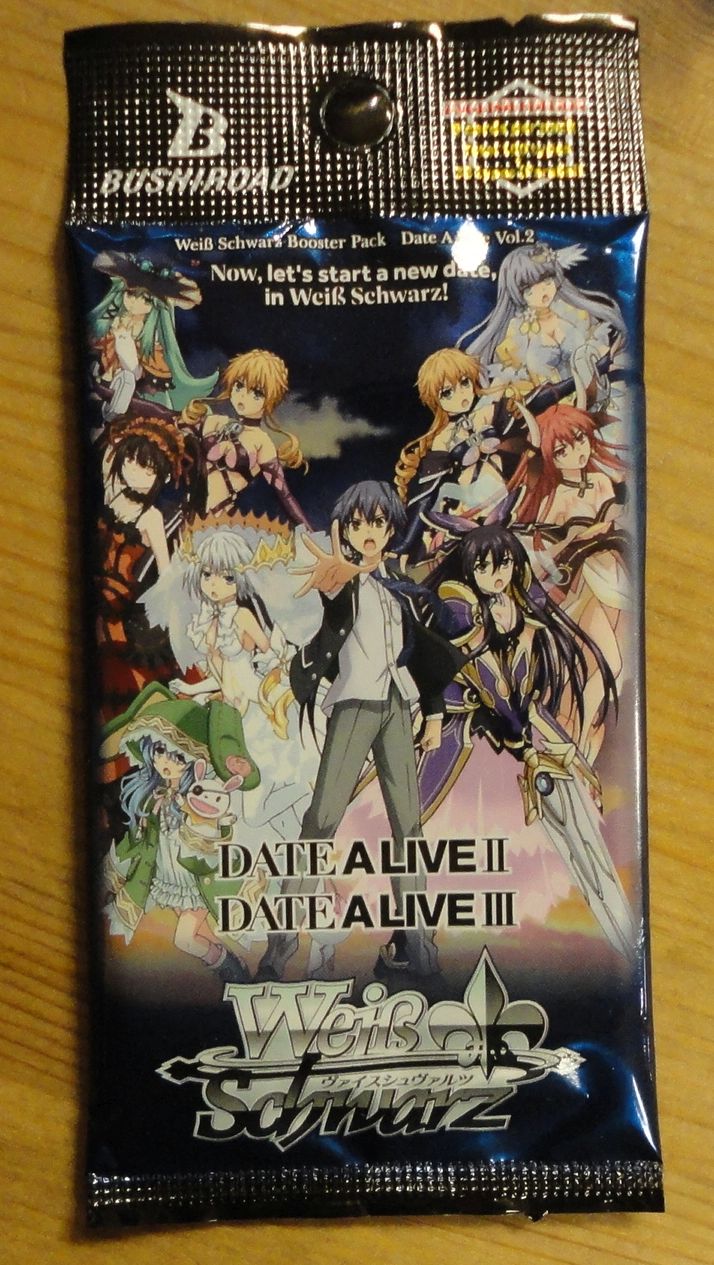 BUSHIROAD
Weiß Schwarz Booster Pack Date A Vol.2
Now, let's start a new date,
in Weiß Schwarz!
DATE A LIVE II
DATE A LIVE III
Weiß
ヴァイスシュヴァルツ
Schwarz